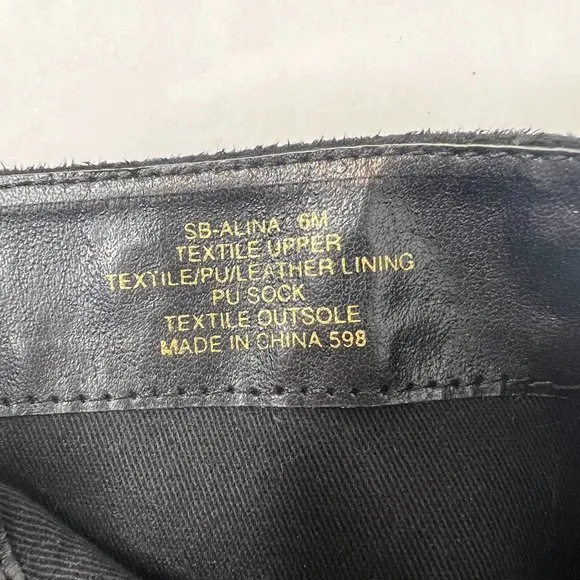 SB-ALINA 6M
TEXTILE UPPER
TEXTILE/PU/LEATHER LINING
PU SOCK
TEXTILE OUTSOLE
MADE IN CHINA 598